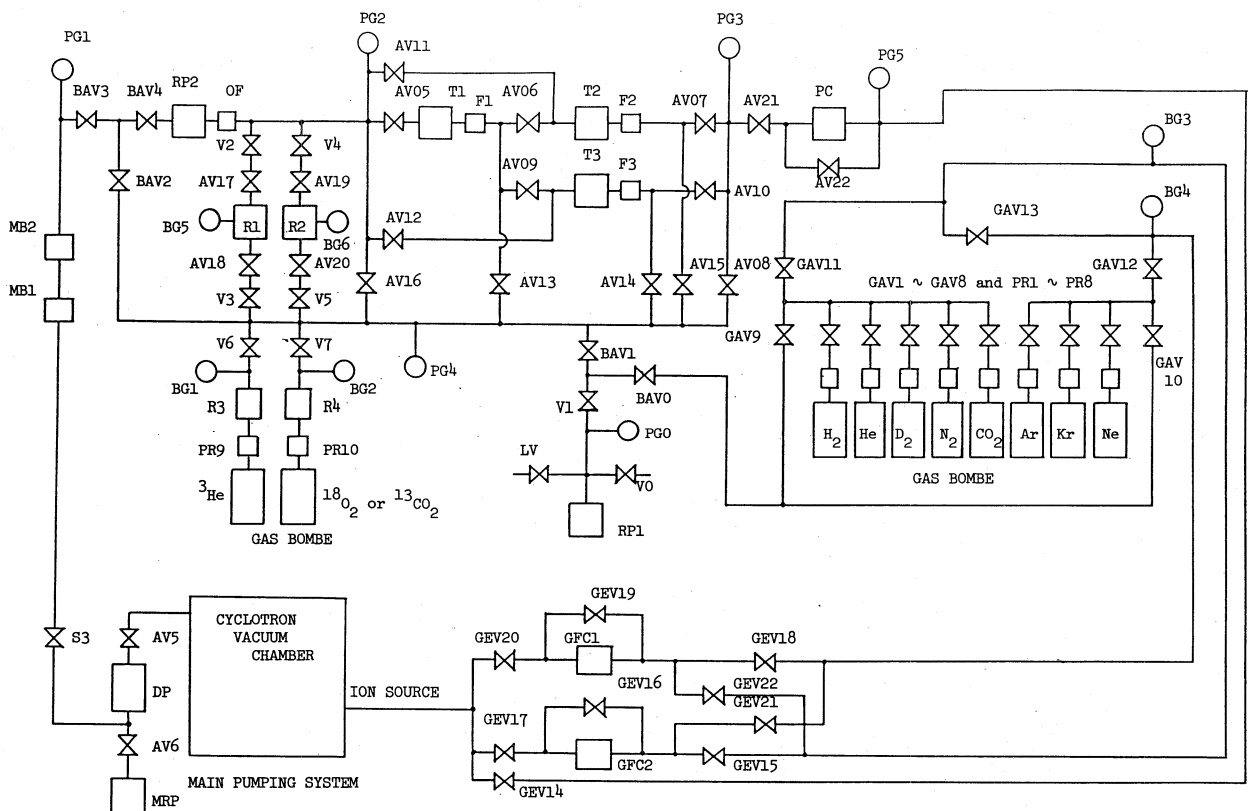 PG1
PG2
PG3
PG5
BAV3
BAV4
RP2
OF
AV11
AV05
T1
F1
AV06
T2
F2
AV07
AV21
PC
BG3
V2
V4
AV09
T3
F3
AV22
BAV2
AV17
AV19
AV10
BG4
MB2
BG5
R1
R2
BG6
AV12
GAV13
MB1
AV18
AV20
AV16
AV13
AV14
AV15
AV08
GAV11
GAV12
V3
V5
GAV1 ~ GAV8 and PR1 ~ PR8
V6
V7
GAV9
GAV 10
BG1
BG2
PG4
BAV1
BAV0
R3
R4
V1
PR9
PR10
PG0
H2
He
D2
N2
CO2
Ar
Kr
Ne
LV
V0
GAS BOMBE
3He
18O2 or 13CO2
RP1
GAS BOMBE
GEV19
CYCLOTRON
VACUUM
CHAMBER
S3
AV5
GEV20
GFC1
GEV18
DP
ION SOURCE
GEV16
GEV22
GEV21
GEV17
AV6
GFC2
GEV15
MAIN PUMPING SYSTEM
GEV14
MRP